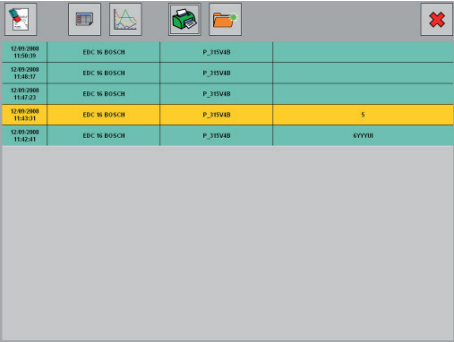 12/09/2008
11:50:39 EDC 16 BOSCH P_315V4B
12/09/2008
11:48:17 EDC 16 BOSCH P_315V4B
12/09/2008
11:47:23 EDC 16 BOSCH P_315V4B
12/09/2008
11:43:31 EDC 16 BOSCH P_315V4B S
12/09/2008
11:42:41 EDC 16 BOSCH P_315V4B